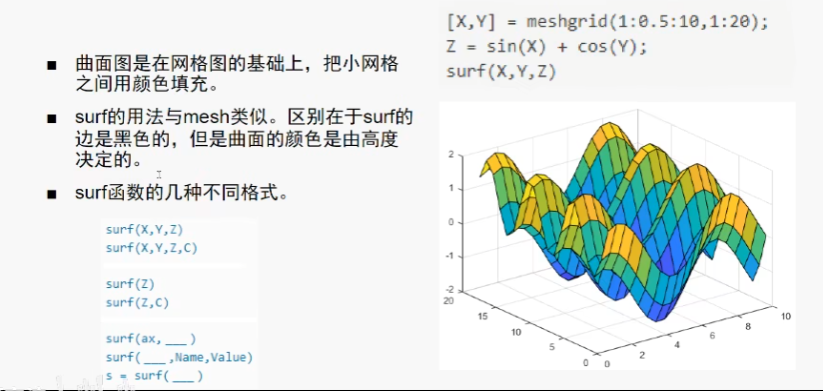 [X,Y] = meshgrid(1:0.5:10,1:20);
Z = sin(X) + cos(Y);
surf(X,Y,Z)
■ 曲面图是在网格图的基础上，把小网格
之间用颜色填充。
■ surf的用法与mesh类似。区别在于surf的
边是黑色的，但是曲面的颜色是由高度
决定的。
■ surf函数的几种不同格式。
surf(X,Y,Z)
surf(X,Y,Z,C)
surf(Z)
surf(Z,C)
surf(ax,___)
surf(___,Name,Value)
s = surf(___)
2
1
0
-1
-2
20
15
10
5
0
0
2
4
6
8
10